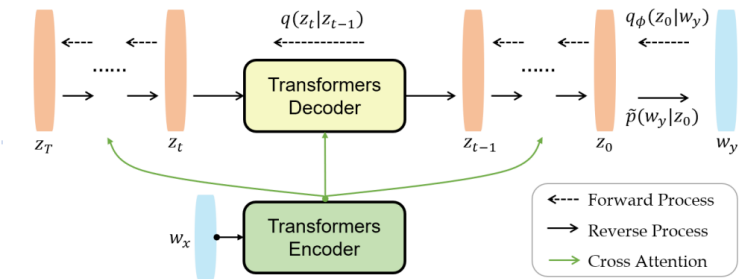 q(z_t|z_{t-1})
q_ϕ(z_0|w_y)
......
......
Transformers
Decoder
p̃(w_y|z_0)
z_T
z_t
z_{t-1}
z_0
w_y
w_x
Transformers
Encoder
Forward Process
Reverse Process
Cross Attention